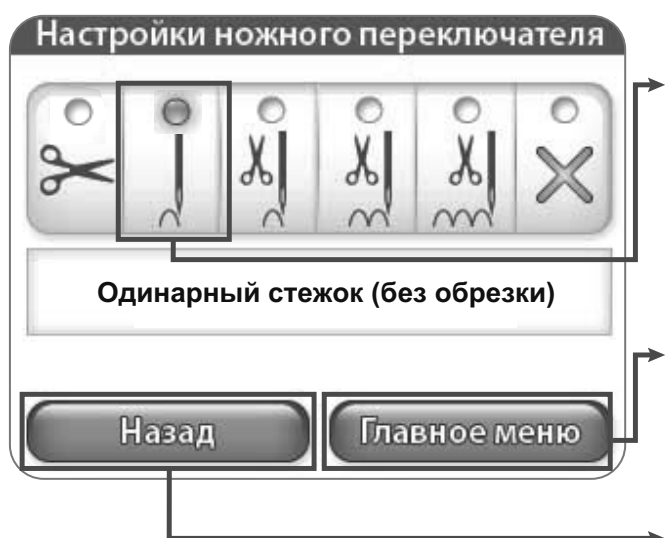 Настройки ножного переключателя
Одинарный стежок (без обрезки)
Назад
Главное меню